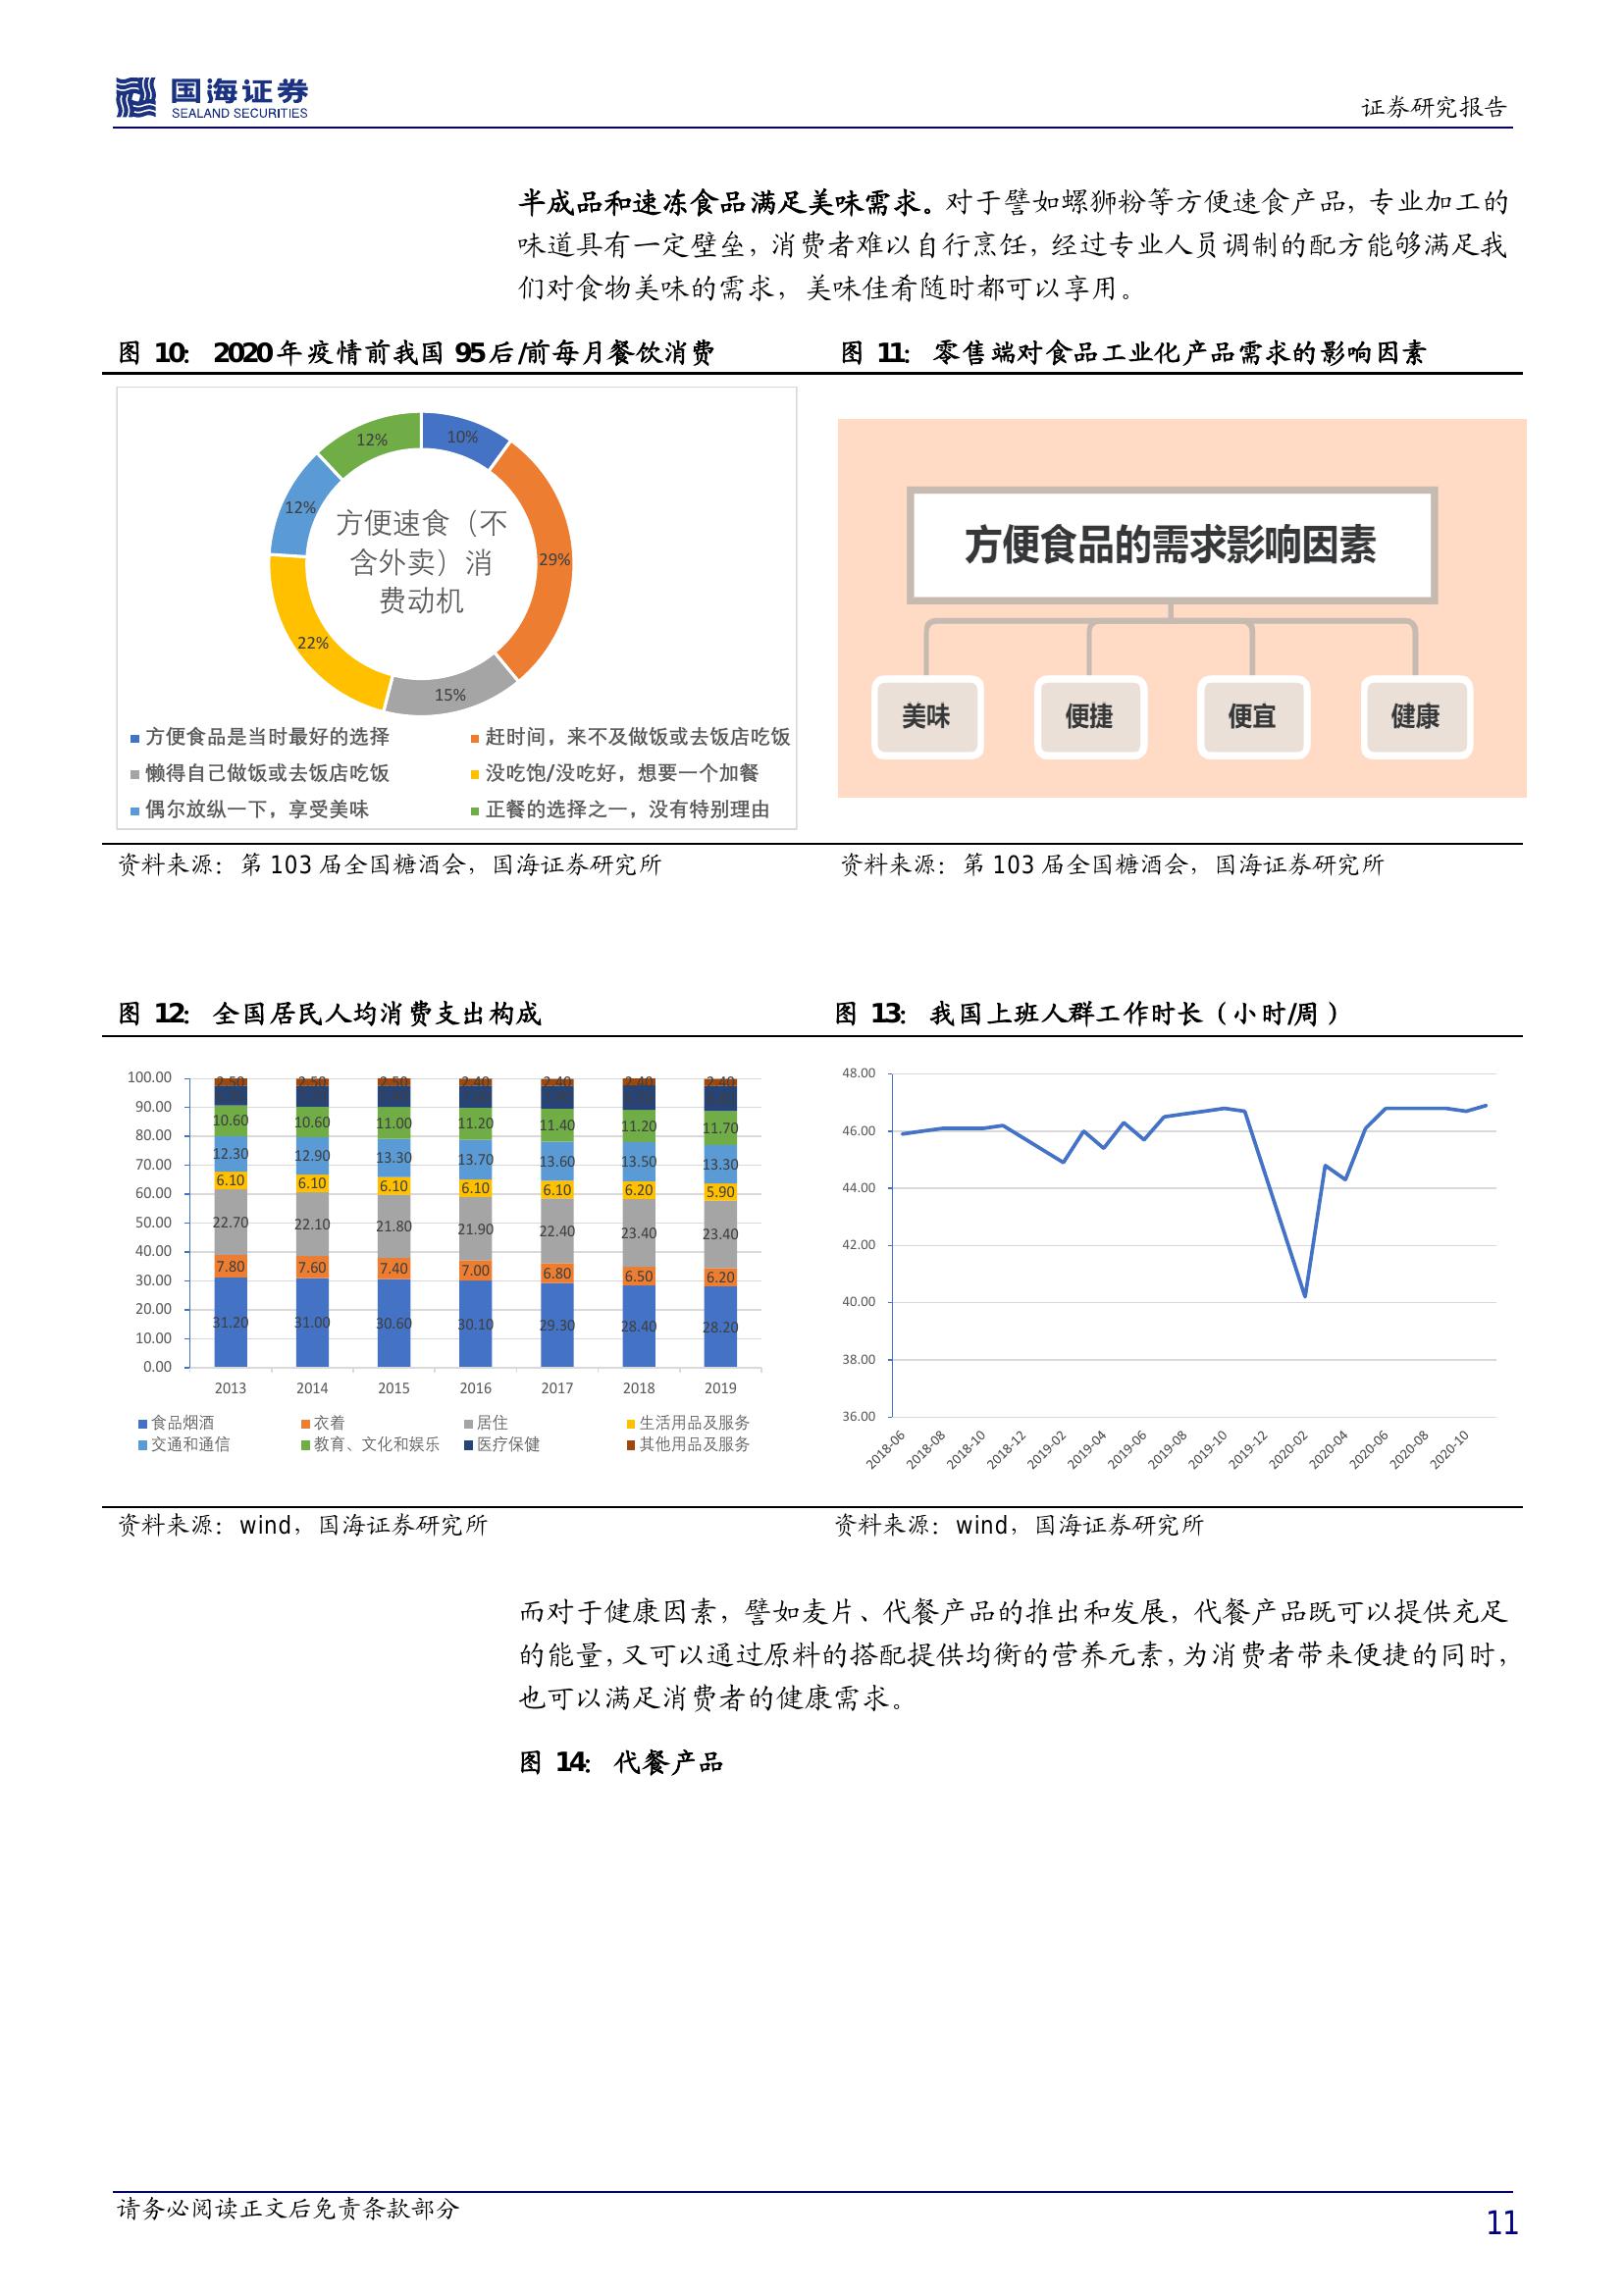 国海证券
SEALAND SECURITIES
证券研究报告
半成品和速冻食品满足美味需求。对于譬如螺狮粉等方便速食产品，专业加工的
味道具有一定壁垒，消费者难以自行烹饪，经过专业人员调制的配方能够满足我
们对食物美味的需求，美味佳肴随时都可以享用。
图 10： 2020年疫情前我国 95后/前每月餐饮消费
10%
29%
15%
22%
12%
12%
方便速食（不
含外卖）消
费动机
方便食品是当时最好的选择
赶时间，来不及做饭或去饭店吃饭
懒得自己做饭或去饭店吃饭
没吃饱/没吃好，想要一个加餐
偶尔放纵一下，享受美味
正餐的选择之一，没有特别理由
资料来源：第 103 届全国糖酒会，国海证券研究所
图 11： 零售端对食品工业化产品需求的影响因素
方便食品的需求影响因素
美味 便捷 便宜 健康
资料来源：第 103 届全国糖酒会，国海证券研究所
图 12： 全国居民人均消费支出构成
100.00
90.00
80.00
70.00
60.00
50.00
40.00
30.00
20.00
10.00
0.00
2.50 2.50 2.50 2.40 2.40 2.40 2.40
10.60 10.60 11.00 11.20 11.40 11.20 11.70
12.30 12.90 13.30 13.70 13.60 13.50 13.30
6.10 6.10 6.10 6.10 6.10 6.20 5.90
22.70 22.10 21.80 21.90 22.40 23.40 23.40
7.80 7.60 7.40 7.00 6.80 6.50 6.20
31.20 31.00 30.60 30.10 29.30 28.40 28.20
2013 2014 2015 2016 2017 2018 2019
食品烟酒 衣着 居住 生活用品及服务
交通和通信 教育、文化和娱乐 医疗保健 其他用品及服务
资料来源：wind，国海证券研究所
图 13： 我国上班人群工作时长（小时/周）
48.00
46.00
44.00
42.00
40.00
38.00
36.00
2018-06 2018-08 2018-10 2018-12 2019-02 2019-04 2019-06 2019-08 2019-10 2019-12 2020-02 2020-04 2020-06 2020-08 2020-10
资料来源：wind，国海证券研究所
而对于健康因素，譬如麦片、代餐产品的推出和发展，代餐产品既可以提供充足
的能量，又可以通过原料的搭配提供均衡的营养元素，为消费者带来便捷的同时，
也可以满足消费者的健康需求。
图 14： 代餐产品
请务必阅读正文后免责条款部分
11